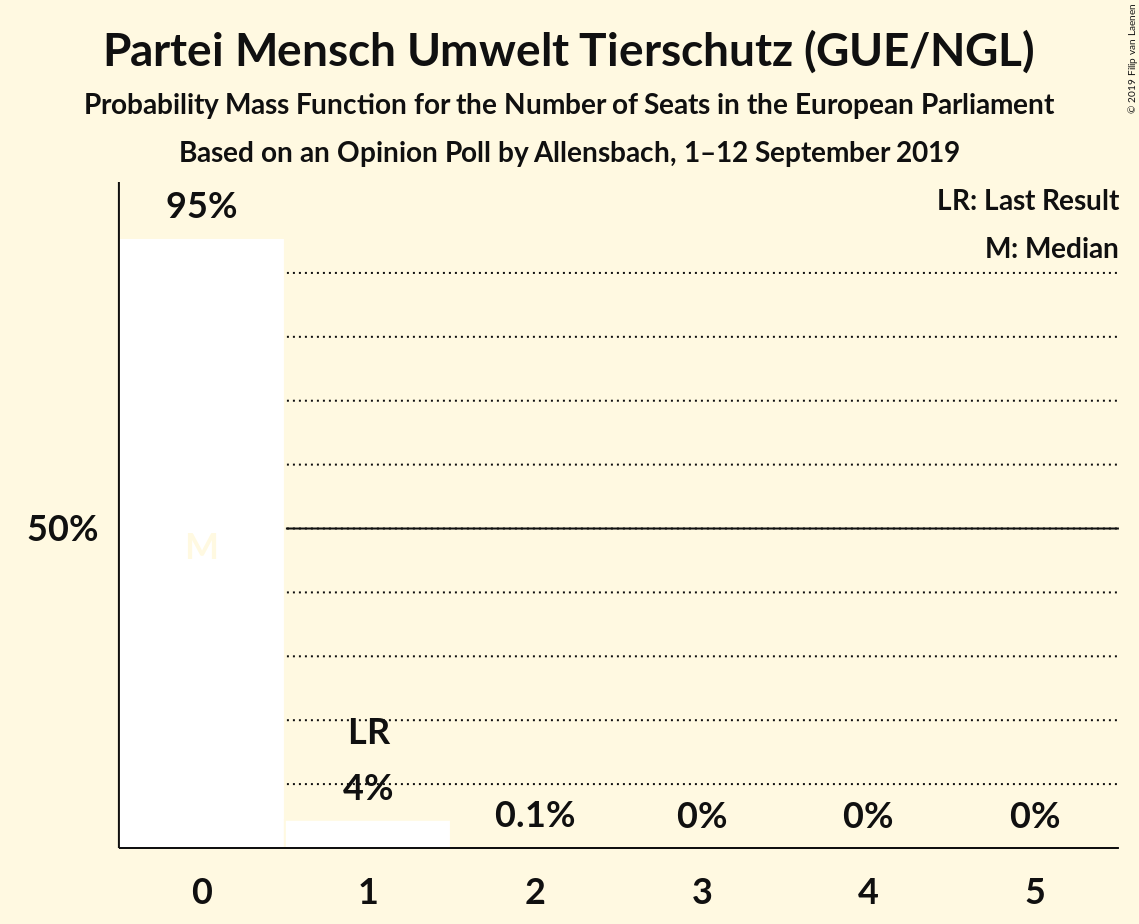 Partei Mensch Umwelt Tierschutz (GUE/NGL)
Probability Mass Function for the Number of Seats in the European Parliament
Based on an Opinion Poll by Allensbach, 1–12 September 2019
© 2019 Filip van Laenen
LR: Last Result
M: Median
95%
50%
M
LR
4%
0.1%
0%
0%
0%
0 1 2 3 4 5